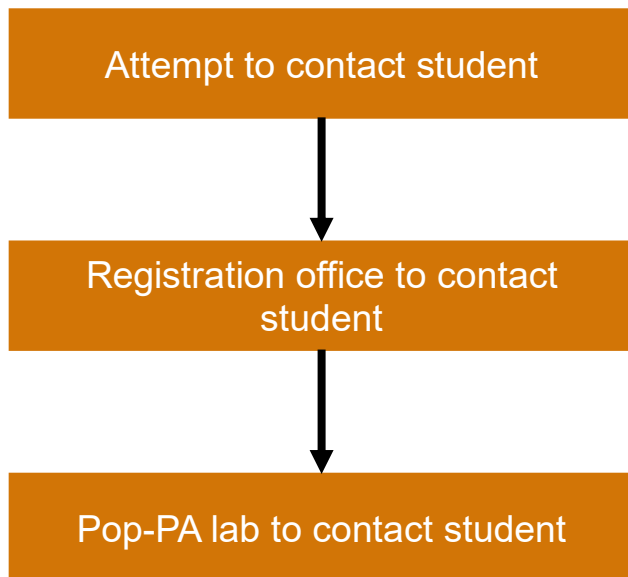 Attempt to contact student
Registration office to contact
student
Pop-PA lab to contact student